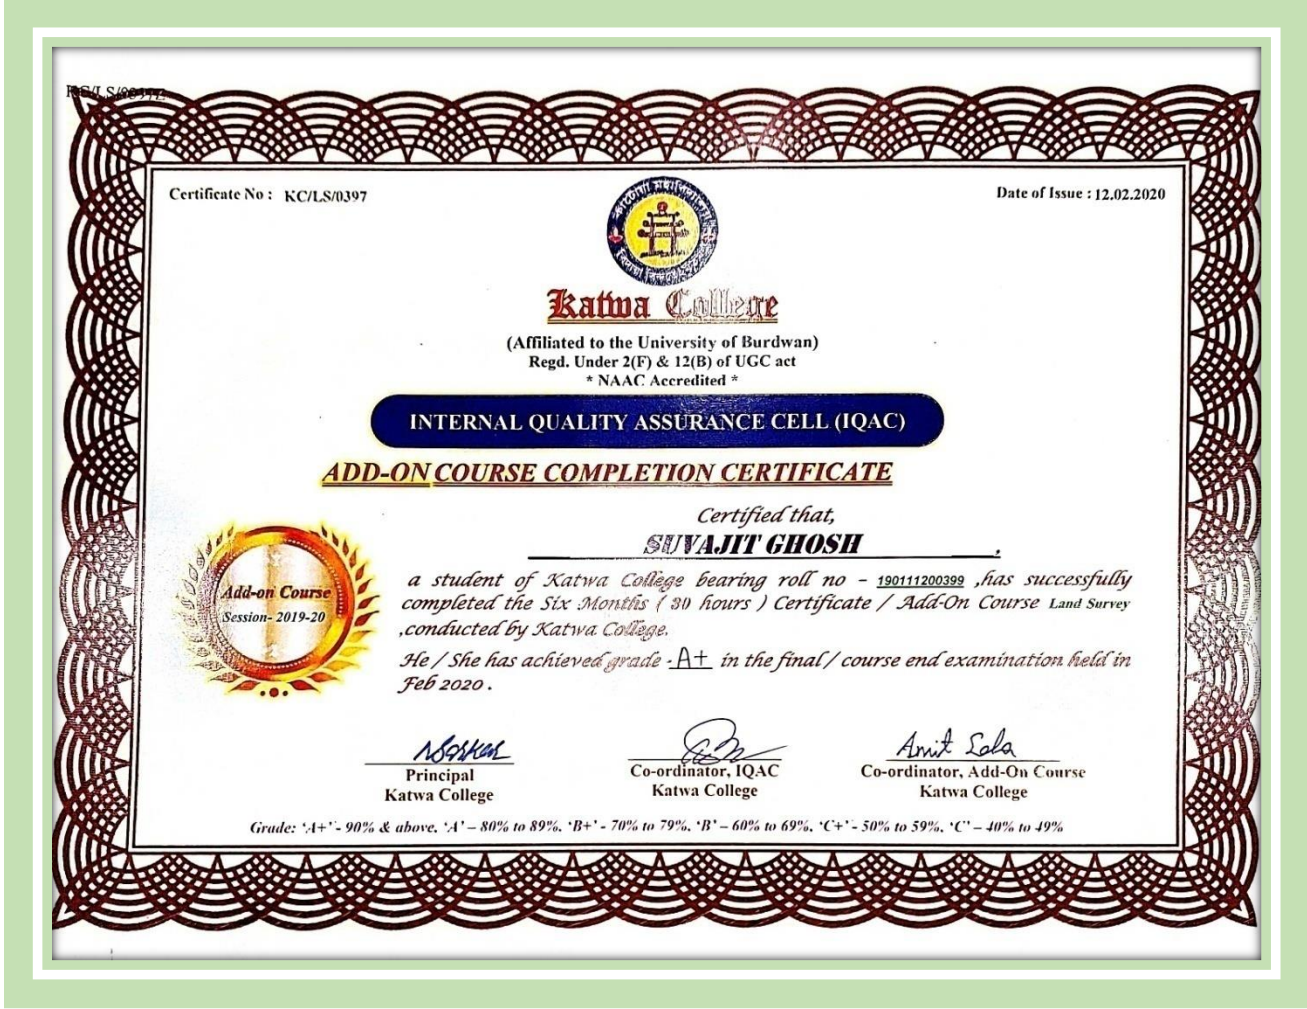 Certificate No : KC/LS/0397
Date of Issue : 12.02.2020
Katwa College
(Affiliated to the University of Burdwan)
Regd. Under 2(F) & 12(B) of UGC act
* NAAC Accredited *
INTERNAL QUALITY ASSURANCE CELL (IQAC)
ADD-ON COURSE COMPLETION CERTIFICATE
Certified that,
SUVAJIT GHOSH .
Add-on Course
Session- 2019-20
a student of Katwa College bearing roll no - 190111200399 ,has successfully
completed the Six Months ( 30 hours ) Certificate / Add-On Course Land Survey
,conducted by Katwa College.
He / She has achieved grade - A+ in the final / course end examination held in
Feb 2020 .
NSarkar
Amit Saha
Principal
Katwa College
Co-ordinator, IQAC
Katwa College
Co-ordinator, Add-On Course
Katwa College
Grade: 'A+' - 90% & above, 'A' – 80% to 89%, 'B+' - 70% to 79%, 'B' – 60% to 69%, 'C+' - 50% to 59%, 'C' – 40% to 49%